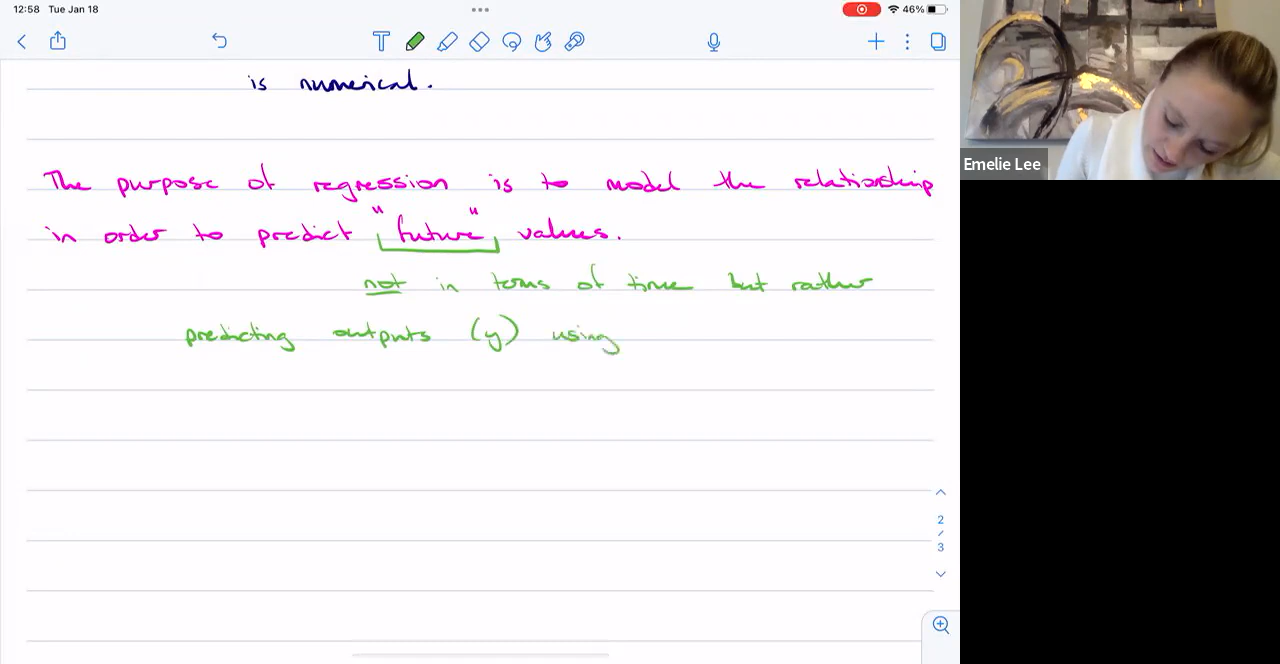 12:58 Tue Jan 18
46%
is numerical.
The purpose of regression is to model the relationship
in order to predict "future" values.
not in terms of time but rather
predicting outputs (y) using
2
/
3
Emelie Lee